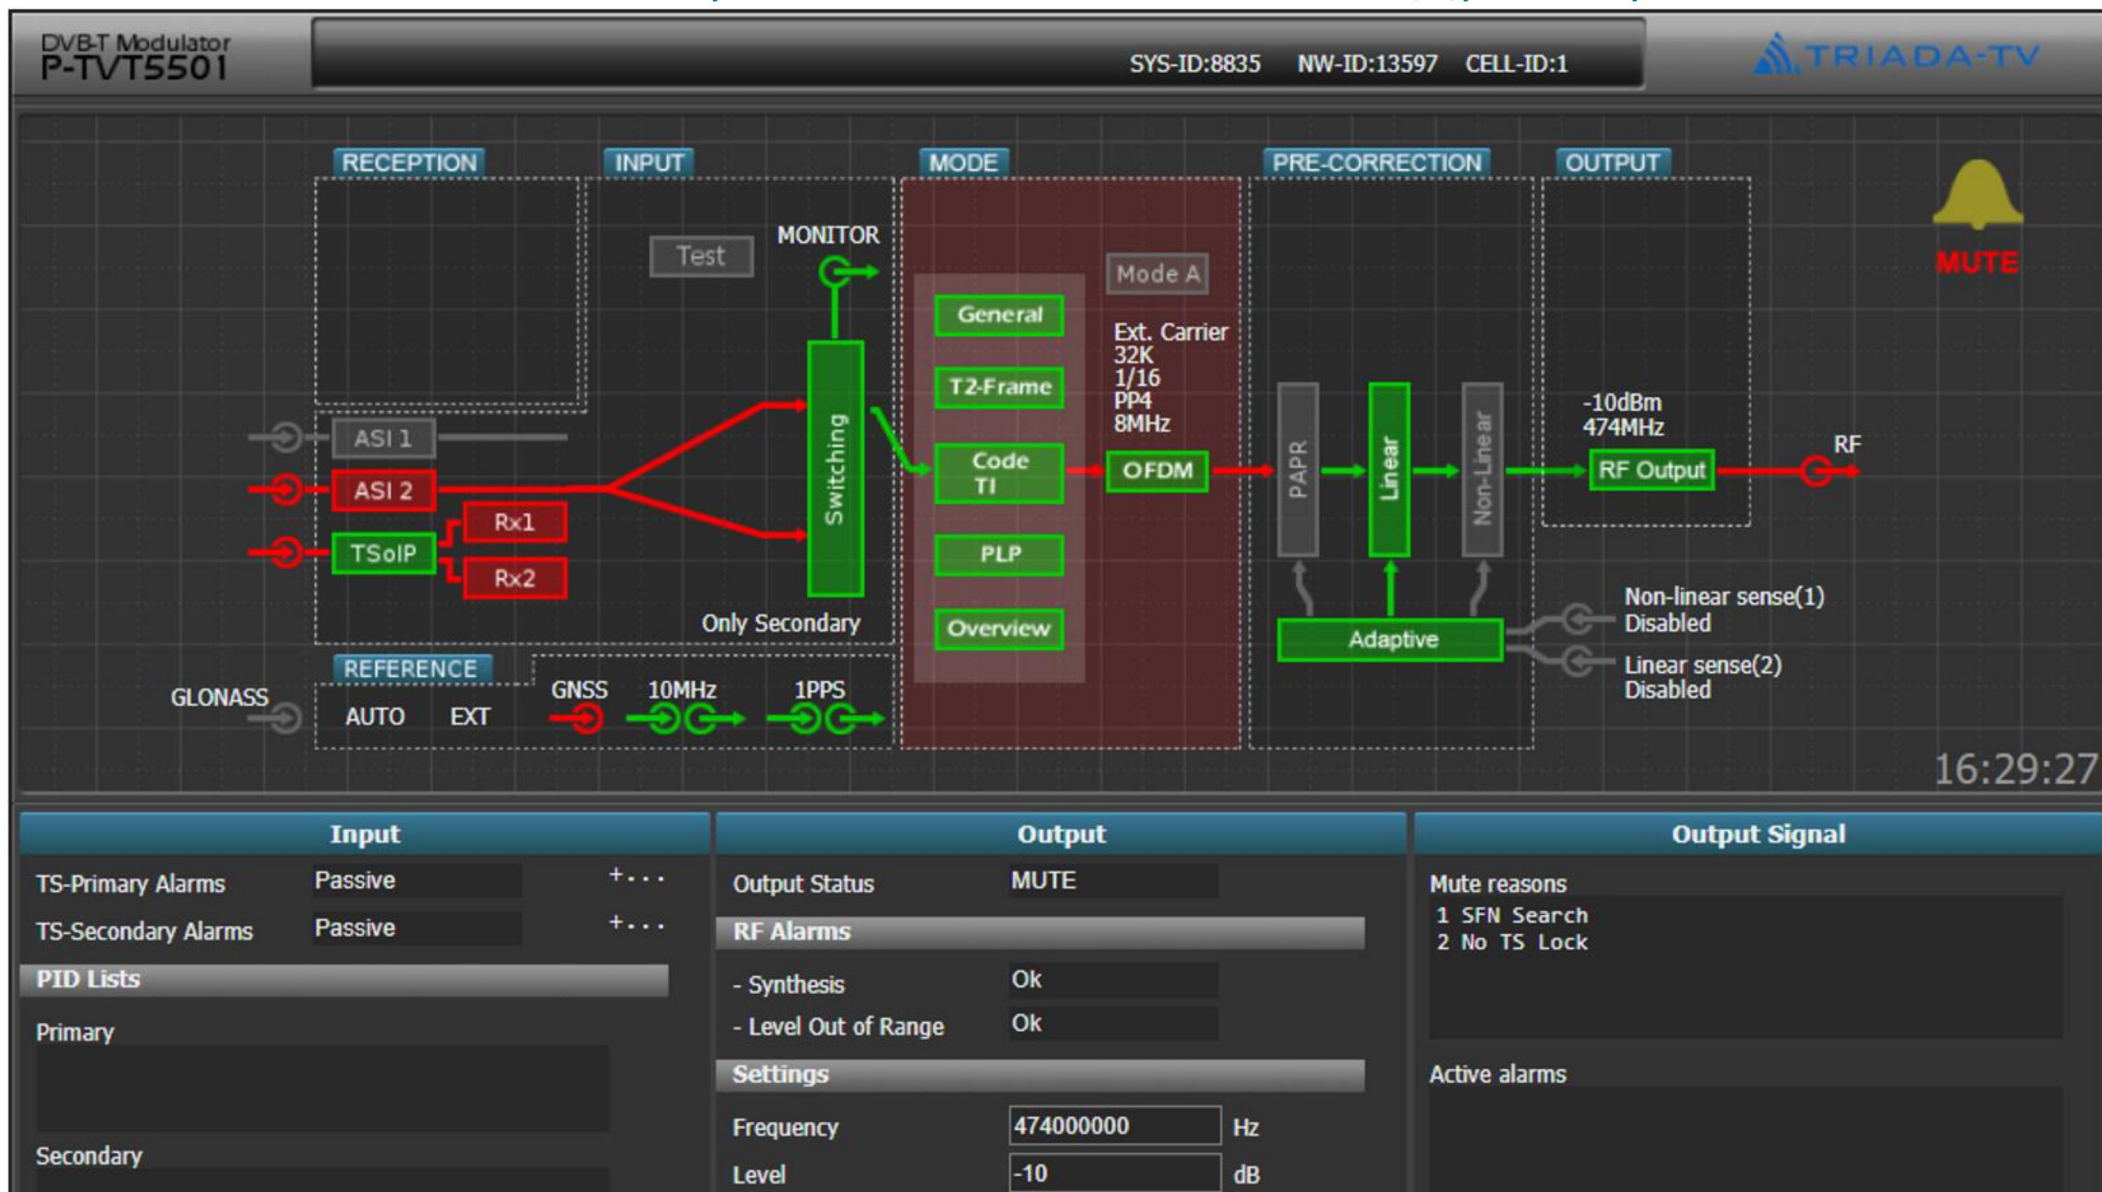 DVB-T Modulator
P-TVT5501
SYS-ID:8835 NW-ID:13597 CELL-ID:1
TRIADA-TV
RECEPTION
INPUT
MODE
PRE-CORRECTION
OUTPUT
MUTE
Test
MONITOR
Mode A
General
Ext. Carrier
32K
1/16
PP4
8MHz
T2-Frame
-10dBm
474MHz
ASI 1
ASI 2
Rx1
TSoIP
Rx2
Switching
Code
TI
OFDM
PAPR
Linear
Non-Linear
RF Output
RF
PLP
Only Secondary
Overview
Adaptive
Non-linear sense(1)
Disabled
Linear sense(2)
Disabled
REFERENCE
GLONASS
AUTO EXT
GNSS 10MHz 1PPS
16:29:27
Input
TS-Primary Alarms Passive +...
TS-Secondary Alarms Passive +...
PID Lists
Primary
Secondary
Output
Output Status MUTE
RF Alarms
- Synthesis Ok
- Level Out of Range Ok
Settings
Frequency 474000000 Hz
Level -10 dB
Output Signal
Mute reasons
1 SFN Search
2 No TS Lock
Active alarms